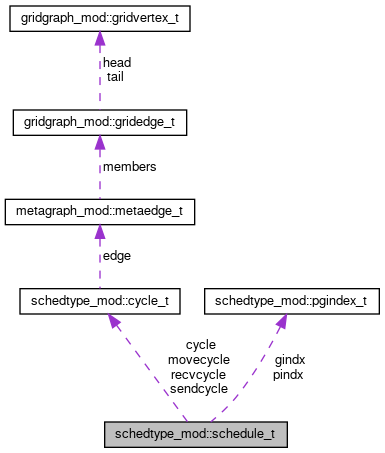 gridgraph_mod::gridvertex_t
head
tail
gridgraph_mod::gridedge_t
members
metagraph_mod::metaedge_t
edge
schedtype_mod::cycle_t
schedtype_mod::pgindex_t
cycle
movecycle
recvcycle
sendcycle
gindx
pindx
schedtype_mod::schedule_t